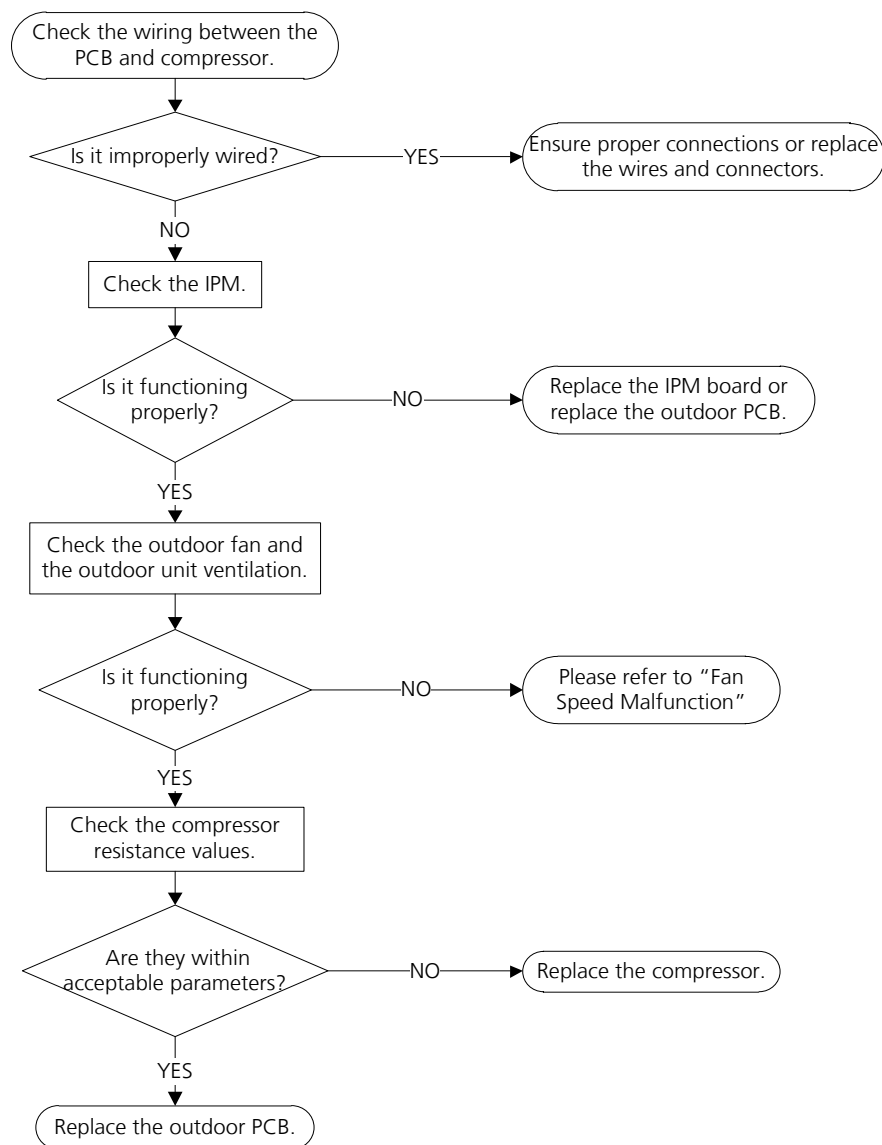 Check the wiring between the
PCB and compressor.
Is it improperly wired?
YES
Ensure proper connections or replace
the wires and connectors.
NO
Check the IPM.
Is it functioning
properly?
NO
Replace the IPM board or
replace the outdoor PCB.
YES
Check the outdoor fan and
the outdoor unit ventilation.
Is it functioning
properly?
NO
Please refer to “Fan
Speed Malfunction”
YES
Check the compressor
resistance values.
Are they within
acceptable parameters?
NO
Replace the compressor.
YES
Replace the outdoor PCB.